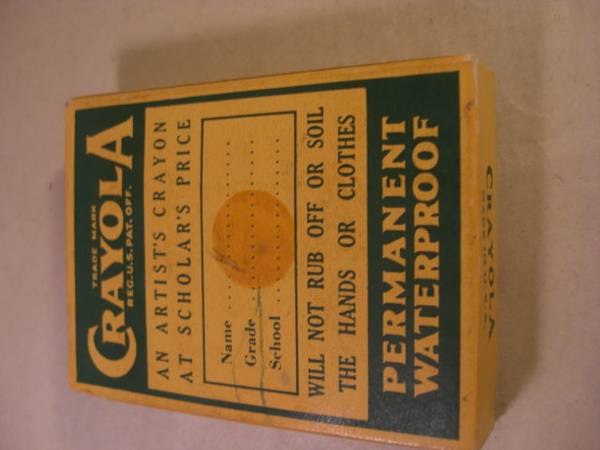 TRADE MARK
CRAYOLA
REG. U.S. PAT. OFF.
AN ARTIST'S CRAYON
AT SCHOLAR'S PRICE
Name
Grade
School
WILL NOT RUB OFF OR SOIL
THE HANDS OR CLOTHES
PERMANENT
WATERPROOF
CRAYOLA